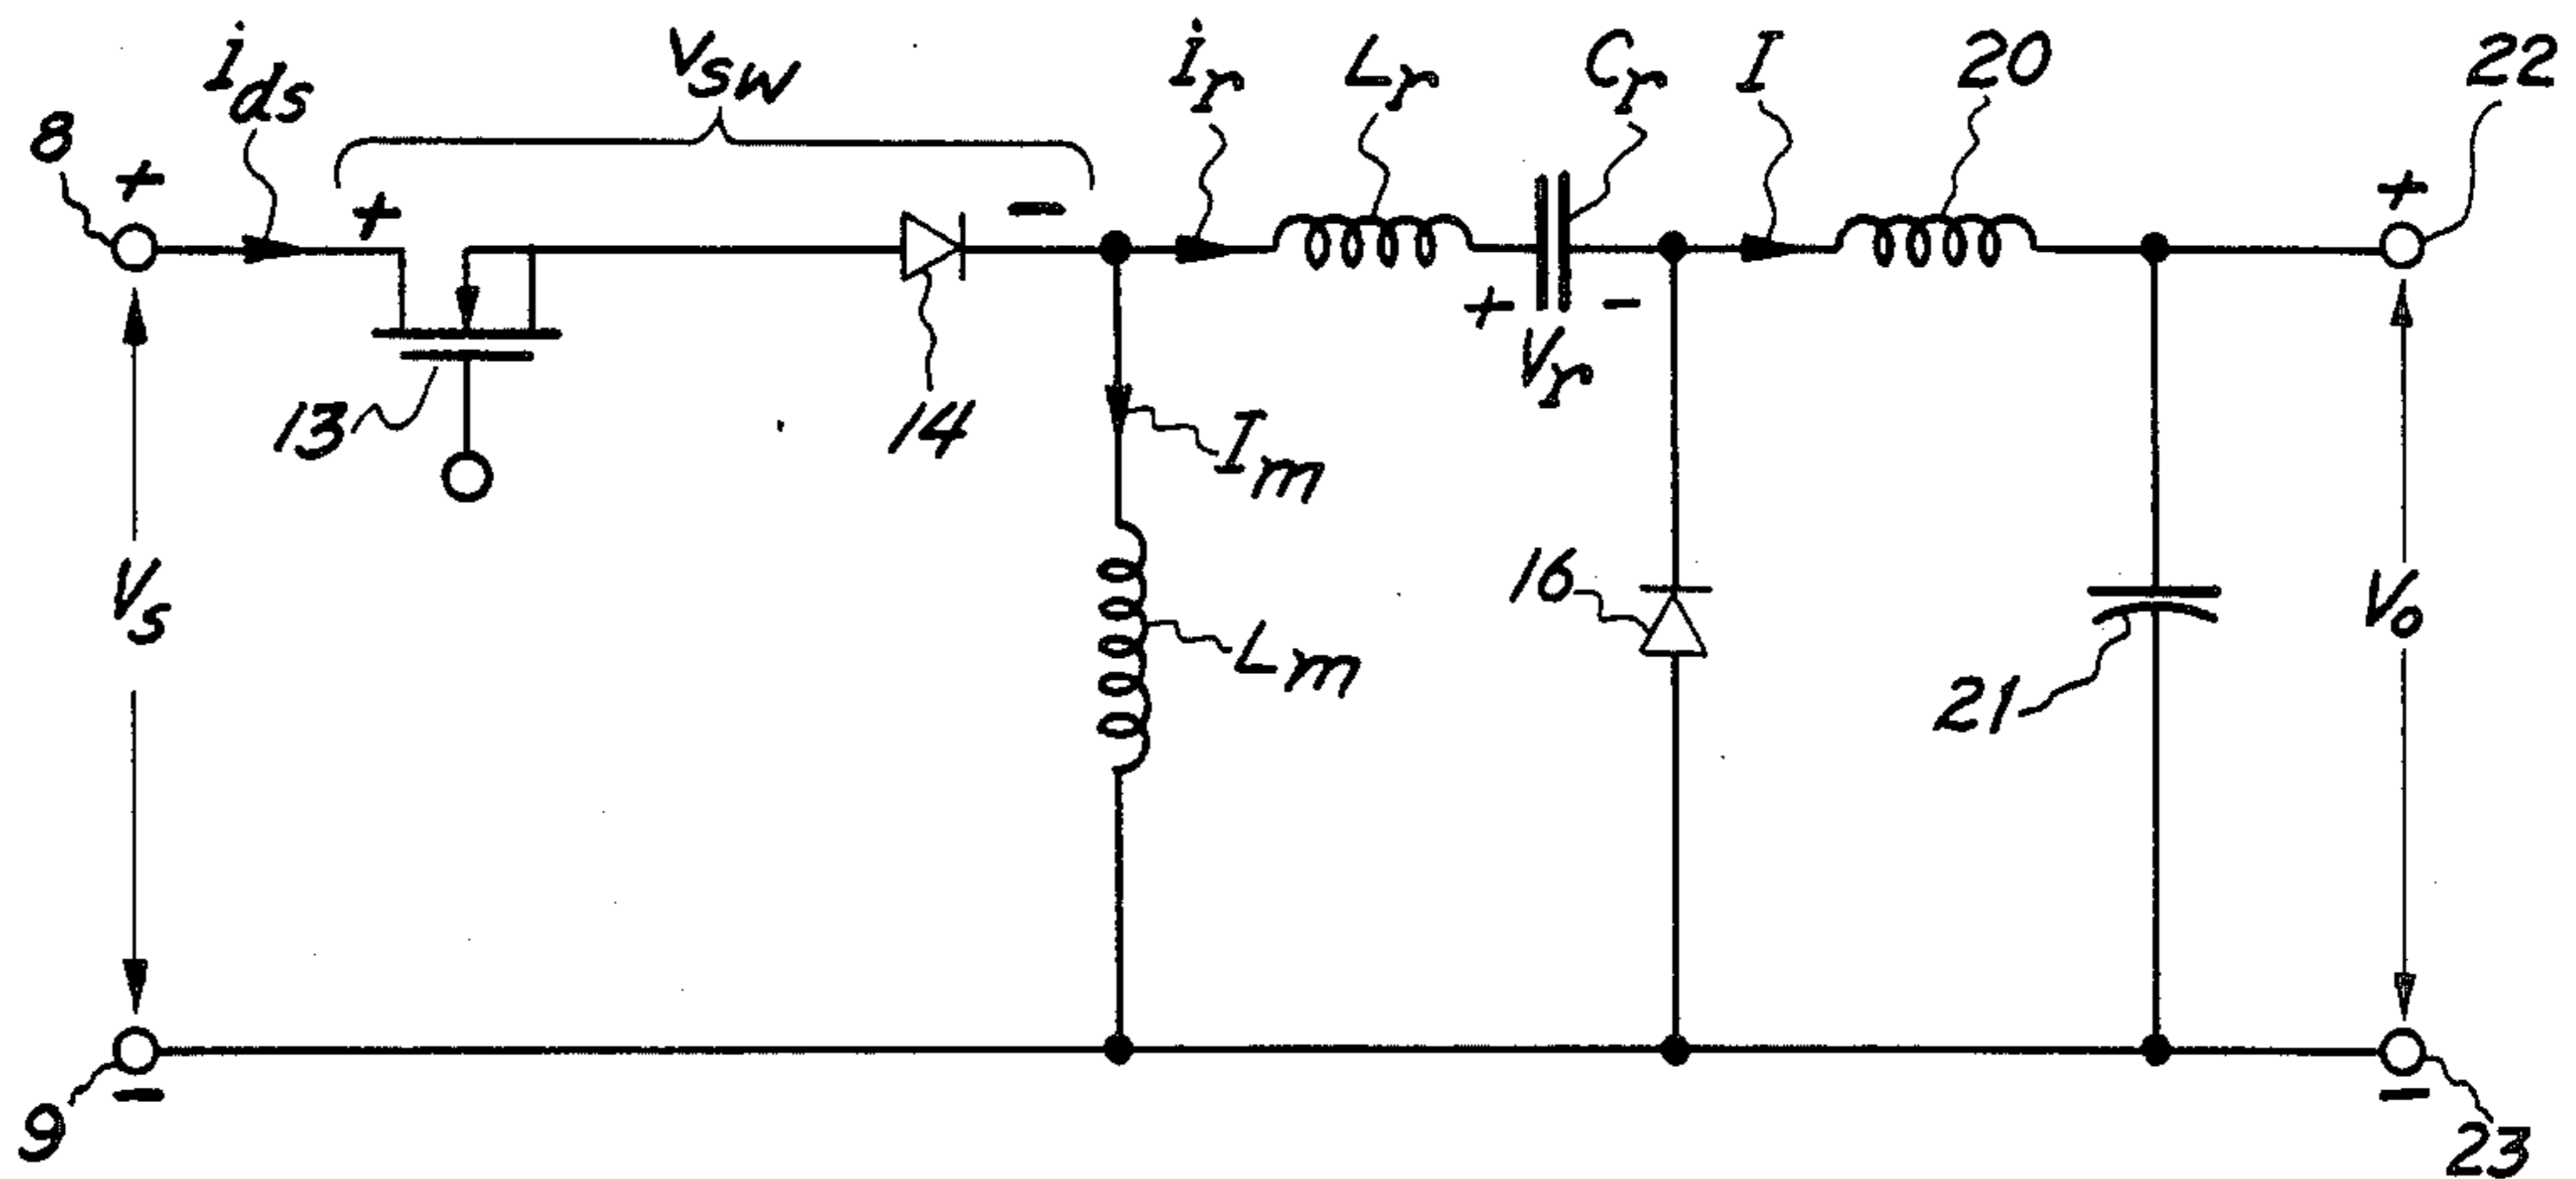 i_ds
V_SW
i_r
L_r
C_r
I
20
22
8
+
+
-
+
+
-
V_r
13
14
I_m
V_s
16
L_m
21
V_o
9
-
-
23